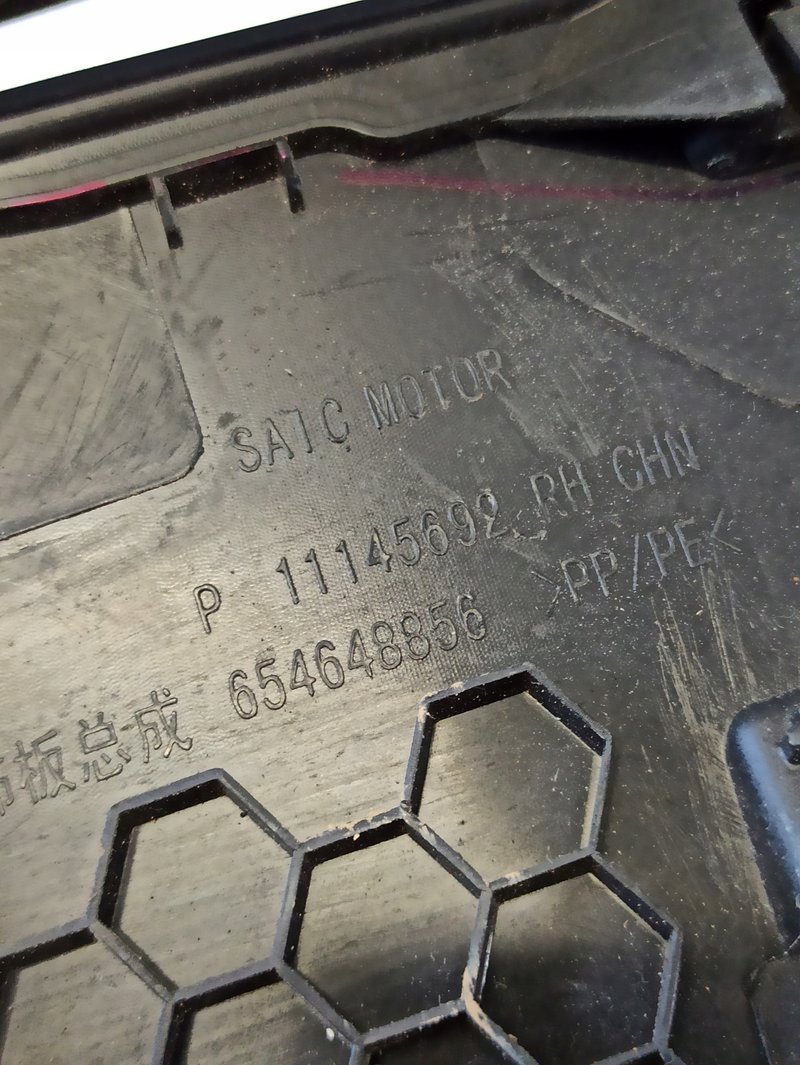 SAIC MOTOR
P 11145692 RH CHN
>PP/PE<
板总成 654648856